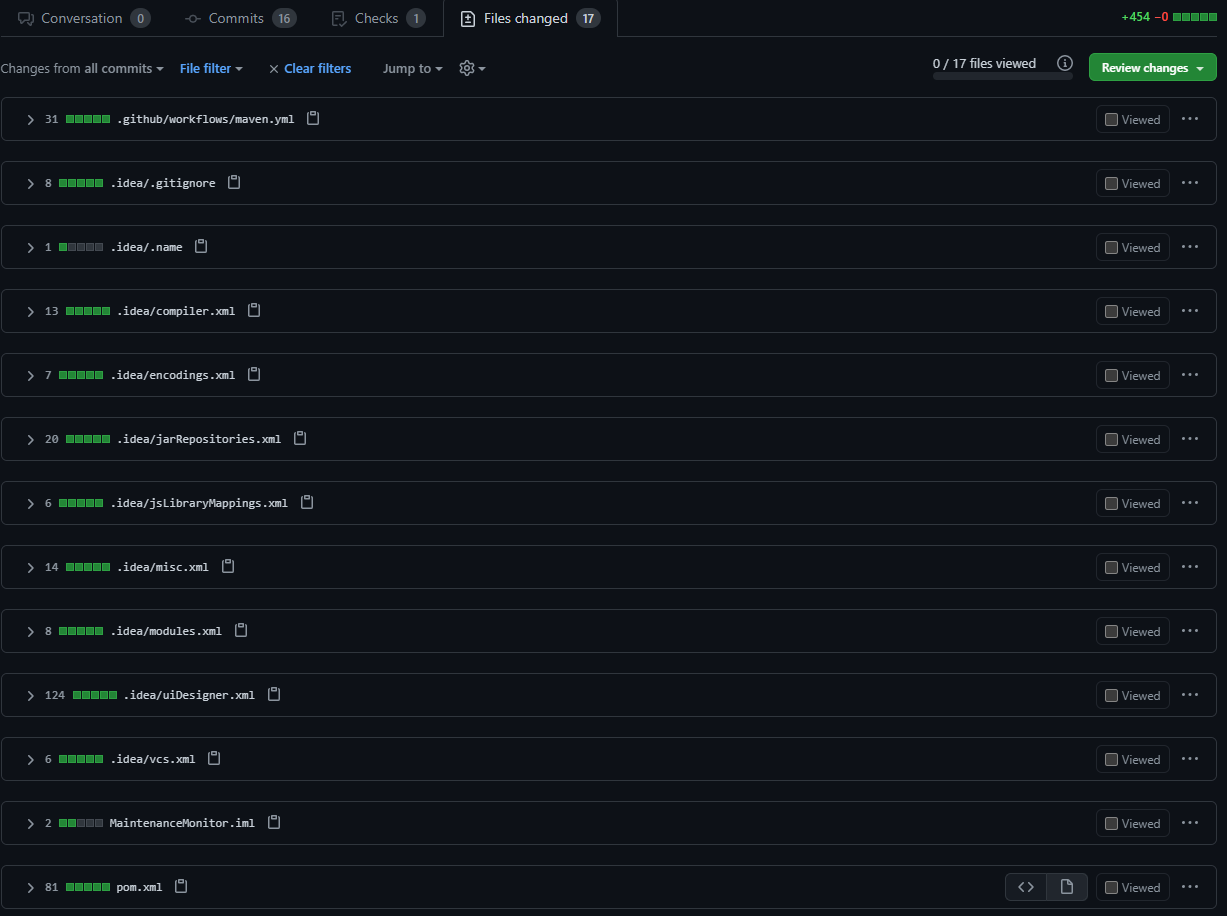 Conversation 0 Commits 16 Checks 1 Files changed 17 +454 −0
Changes from all commits File filter × Clear filters Jump to 0 / 17 files viewed Review changes
31 .github/workflows/maven.yml Viewed ...
8 .idea/.gitignore Viewed ...
1 .idea/.name Viewed ...
13 .idea/compiler.xml Viewed ...
7 .idea/encodings.xml Viewed ...
20 .idea/jarRepositories.xml Viewed ...
6 .idea/jsLibraryMappings.xml Viewed ...
14 .idea/misc.xml Viewed ...
8 .idea/modules.xml Viewed ...
124 .idea/uiDesigner.xml Viewed ...
6 .idea/vcs.xml Viewed ...
2 MaintenanceMonitor.iml Viewed ...
81 pom.xml <> Viewed ...